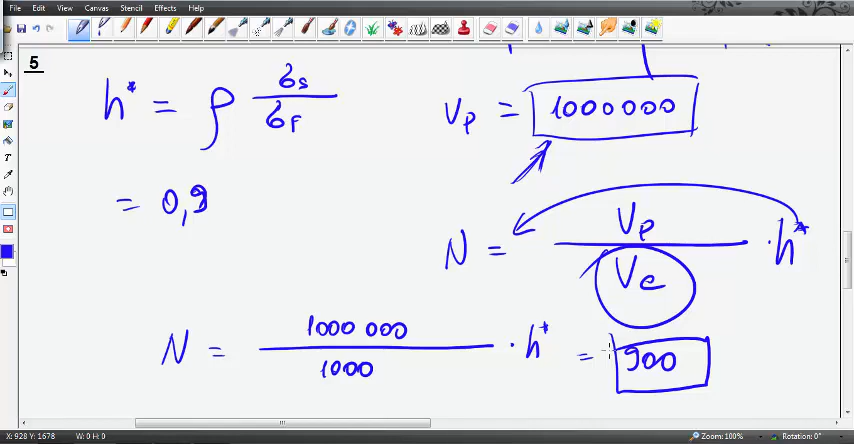 File Edit View Canvas Stencil Effects Help
5
h* = ρ σs / σF
Vp = 1000000
= 0,9
N = Vp / Ve · h*
N = 1000 000 / 1000 · h* = 900
X: 928 Y: 1678 W: 0 H: 0 Zoom: 100% Rotation: 0°